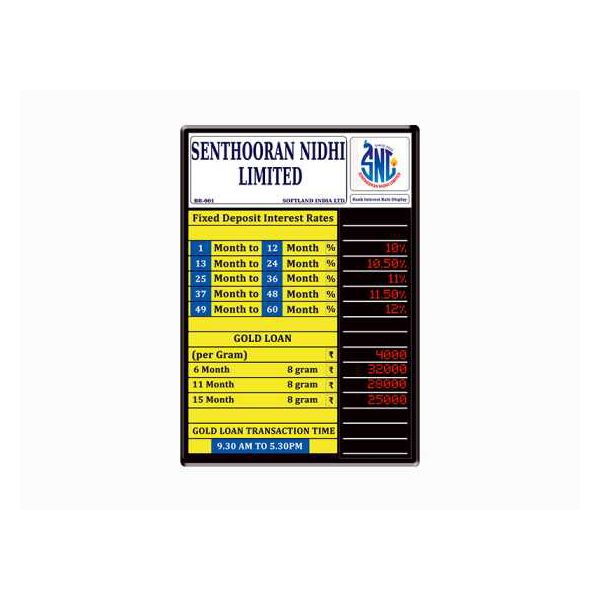 SENTHOORAN NIDHI
LIMITED
BR-001 SOFTLAND INDIA LTD
SNL
SENTHOORAN NIDHI LIMITED
Bank Interest Rate Display
Fixed Deposit Interest Rates
1 Month to 12 Month % 10%
13 Month to 24 Month % 10.50%
25 Month to 36 Month % 11%
37 Month to 48 Month % 11.50%
49 Month to 60 Month % 12%
GOLD LOAN
(per Gram) ₹ 4000
6 Month 8 gram ₹ 32000
11 Month 8 gram ₹ 28000
15 Month 8 gram ₹ 25000
GOLD LOAN TRANSACTION TIME
9.30 AM TO 5.30PM